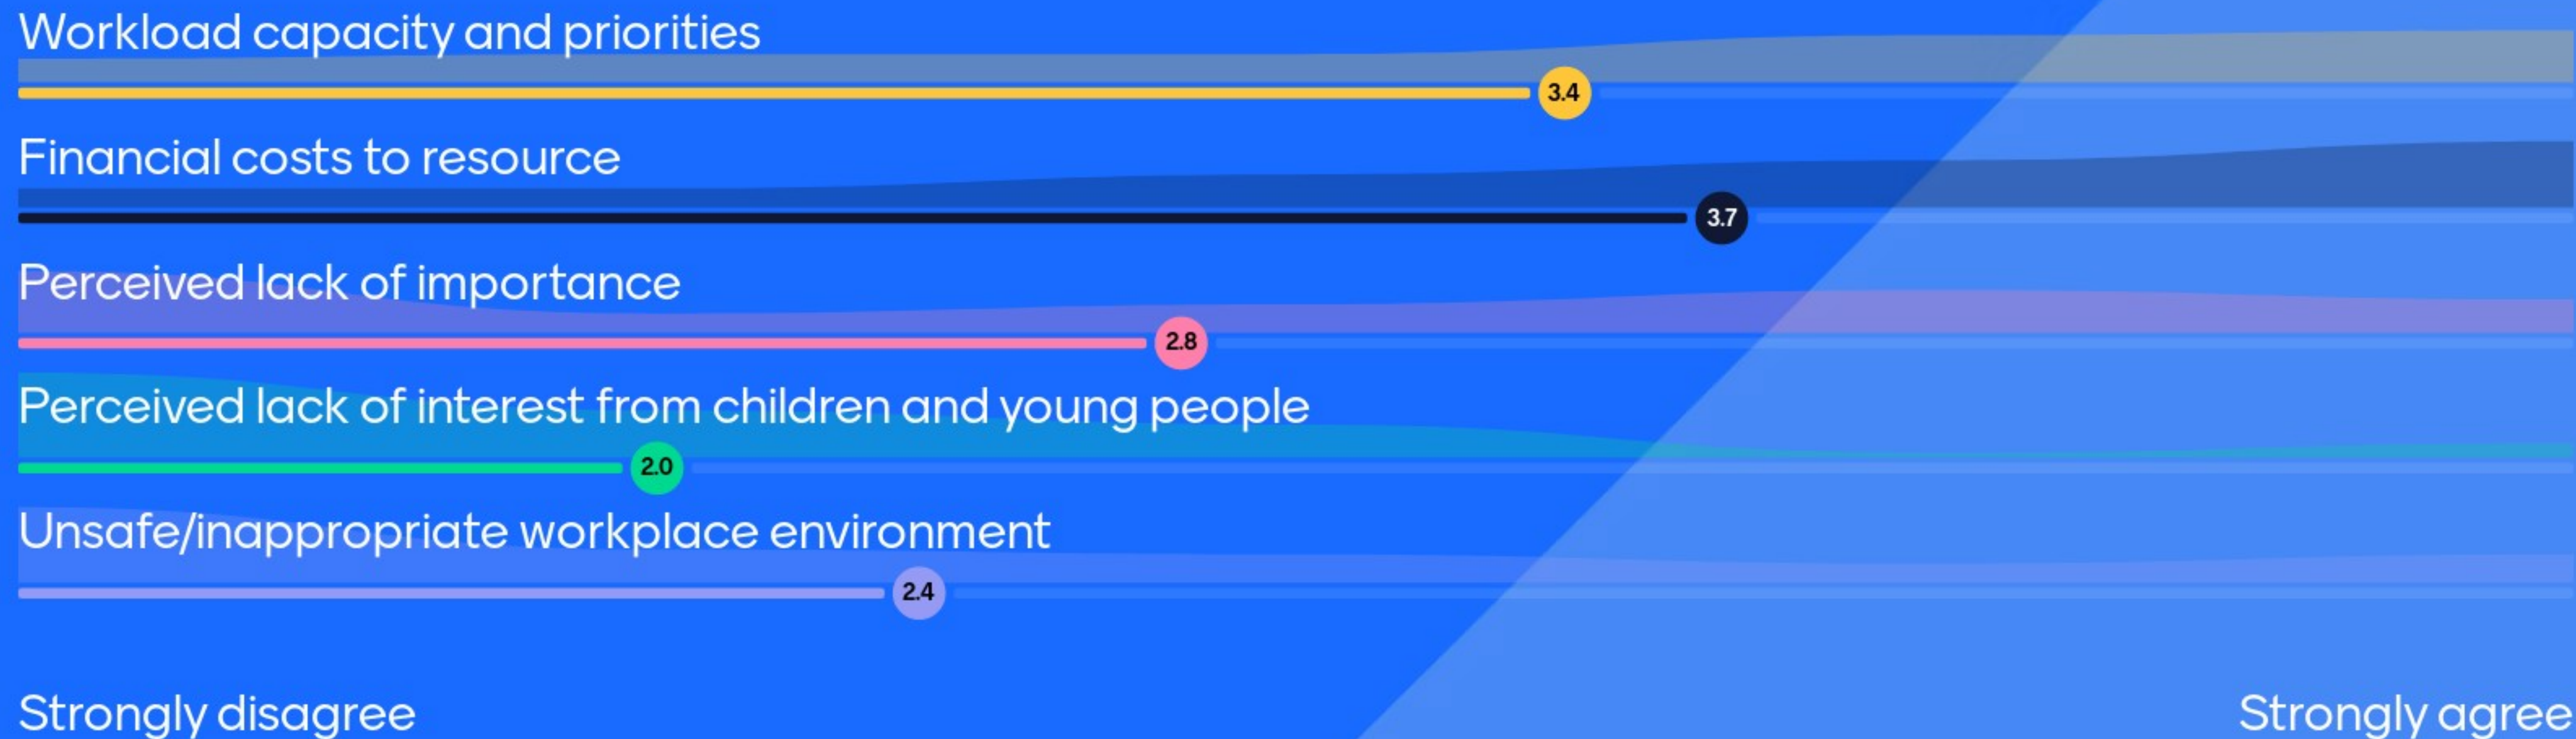 Workload capacity and priorities
3.4
Financial costs to resource
3.7
Perceived lack of importance
2.8
Perceived lack of interest from children and young people
2.0
Unsafe/inappropriate workplace environment
2.4
Strongly disagree Strongly agree